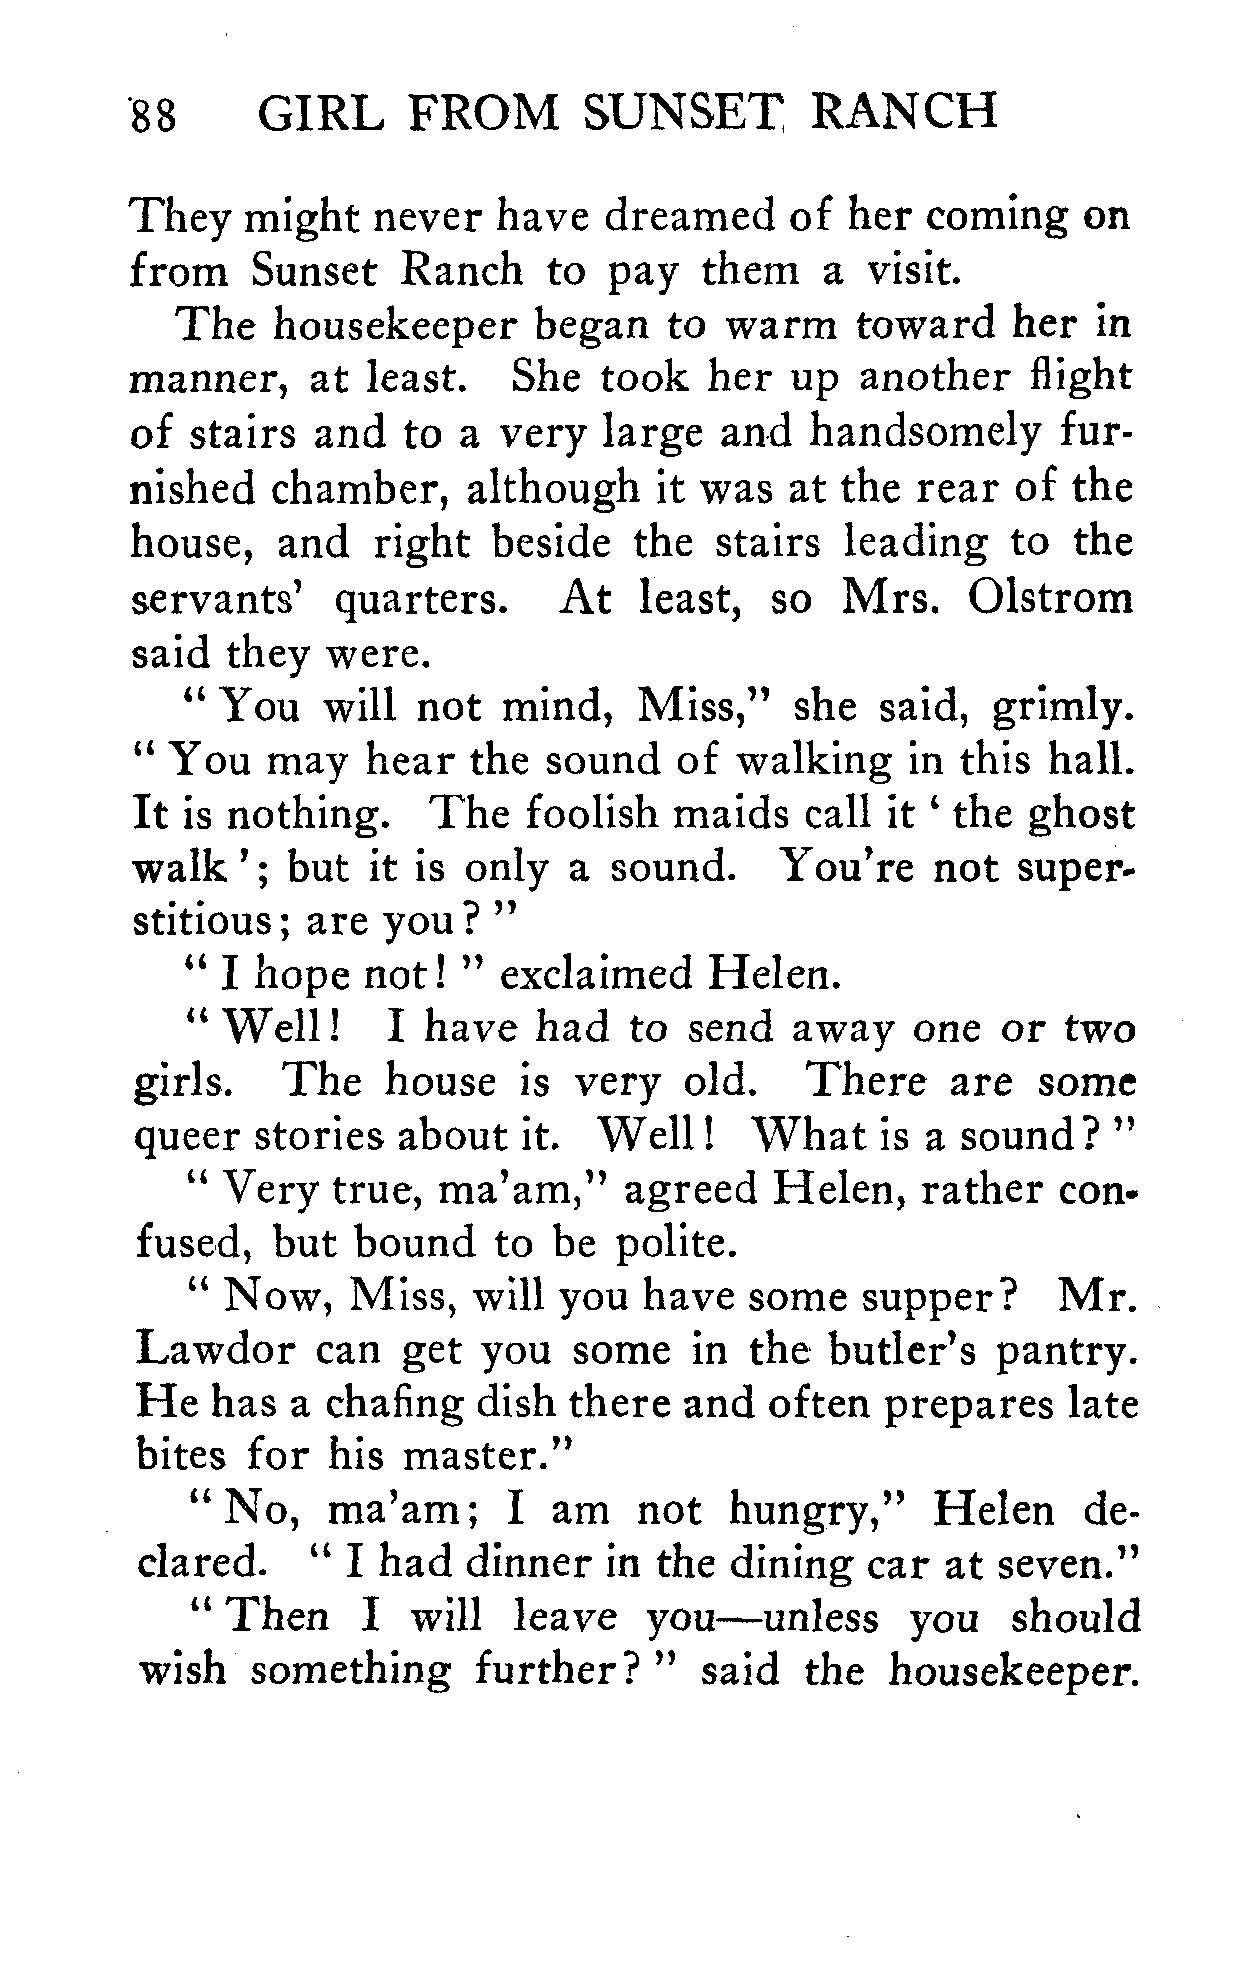 88 GIRL FROM SUNSET RANCH
They might never have dreamed of her coming on
from Sunset Ranch to pay them a visit.
The housekeeper began to warm toward her in
manner, at least. She took her up another flight
of stairs and to a very large and handsomely fur-
nished chamber, although it was at the rear of the
house, and right beside the stairs leading to the
servants' quarters. At least, so Mrs. Olstrom
said they were.
" You will not mind, Miss," she said, grimly.
" You may hear the sound of walking in this hall.
It is nothing. The foolish maids call it ' the ghost
walk '; but it is only a sound. You're not super-
stitious; are you? "
" I hope not! " exclaimed Helen.
" Well! I have had to send away one or two
girls. The house is very old. There are some
queer stories about it. Well! What is a sound? "
" Very true, ma'am," agreed Helen, rather con-
fused, but bound to be polite.
" Now, Miss, will you have some supper? Mr.
Lawdor can get you some in the butler's pantry.
He has a chafing dish there and often prepares late
bites for his master."
" No, ma'am; I am not hungry," Helen de-
clared. " I had dinner in the dining car at seven."
" Then I will leave you—unless you should
wish something further? " said the housekeeper.